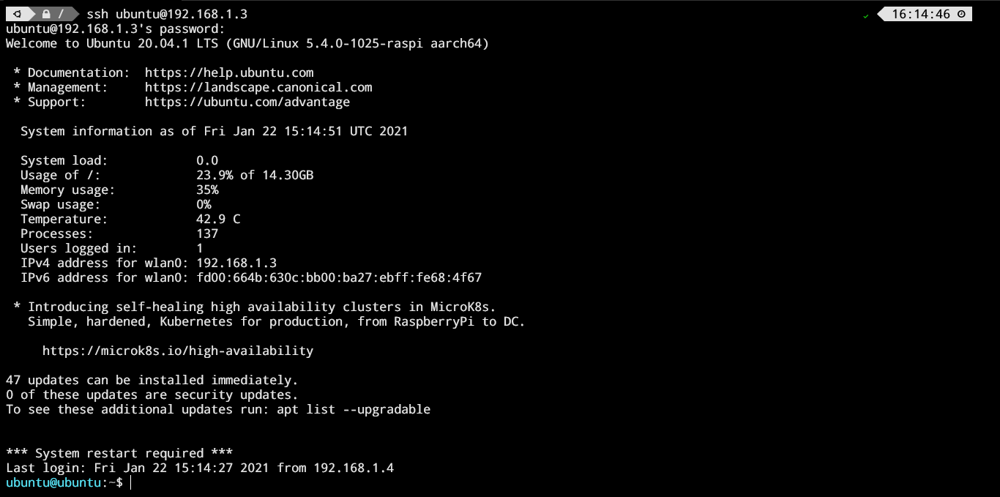 / ssh ubuntu@192.168.1.3 16:14:46
ubuntu@192.168.1.3's password:
Welcome to Ubuntu 20.04.1 LTS (GNU/Linux 5.4.0-1025-raspi aarch64)
* Documentation: https://help.ubuntu.com
* Management: https://landscape.canonical.com
* Support: https://ubuntu.com/advantage
System information as of Fri Jan 22 15:14:51 UTC 2021
System load: 0.0
Usage of /: 23.9% of 14.30GB
Memory usage: 35%
Swap usage: 0%
Temperature: 42.9 C
Processes: 137
Users logged in: 1
IPv4 address for wlan0: 192.168.1.3
IPv6 address for wlan0: fd00:664b:630c:bb00:ba27:ebff:fe68:4f67
* Introducing self-healing high availability clusters in MicroK8s.
Simple, hardened, Kubernetes for production, from RaspberryPi to DC.
https://microk8s.io/high-availability
47 updates can be installed immediately.
0 of these updates are security updates.
To see these additional updates run: apt list --upgradable
*** System restart required ***
Last login: Fri Jan 22 15:14:27 2021 from 192.168.1.4
ubuntu@ubuntu:~$